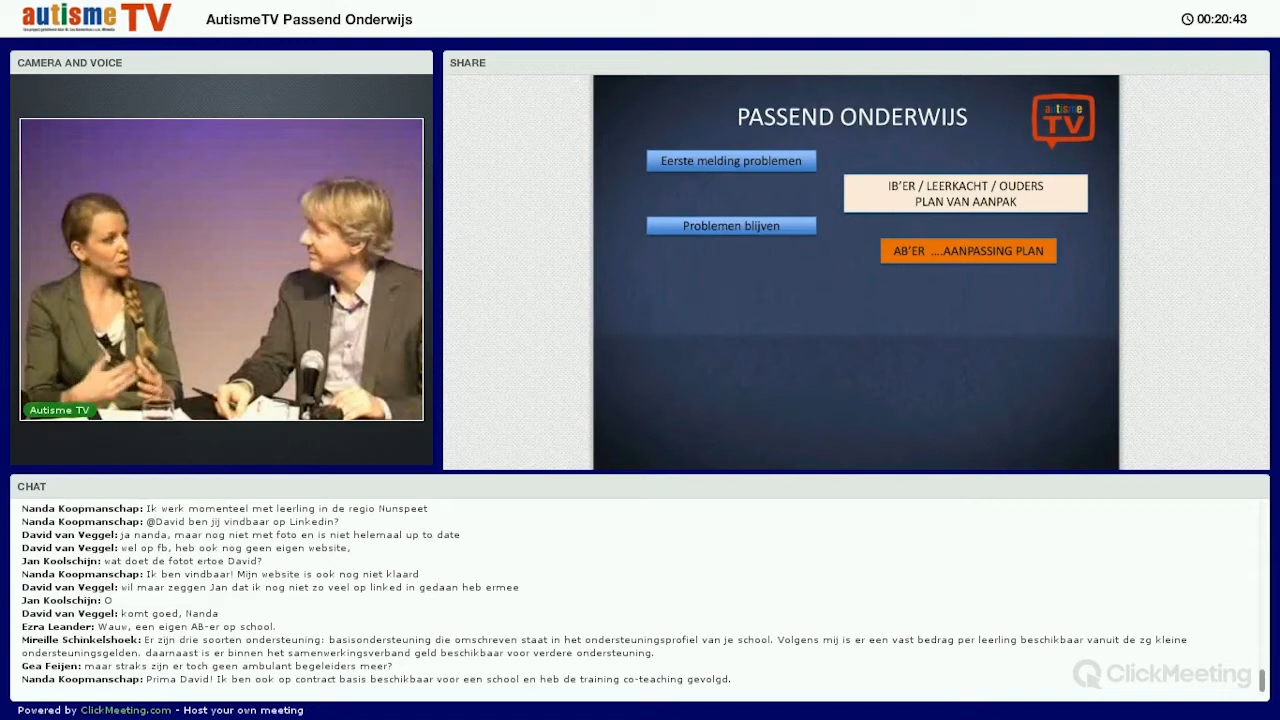 autisme TV
AutismeTV Passend Onderwijs
00:20:43
CAMERA AND VOICE
Autisme TV
SHARE
PASSEND ONDERWIJS
autisme
TV
Eerste melding problemen
IB'ER / LEERKACHT / OUDERS
PLAN VAN AANPAK
Problemen blijven
AB'ER ....AANPASSING PLAN
CHAT
Nanda Koopmanschap: Ik werk momenteel met leerling in de regio Nunspeet
Nanda Koopmanschap: @David ben jij vindbaar op Linkedin?
David van Veggel: ja nanda, maar nog niet met foto en is niet helemaal up to date
David van Veggel: wel op fb, heb ook nog geen eigen website,
Jan Koolschijn: wat doet de fotot ertoe David?
Nanda Koopmanschap: Ik ben vindbaar! Mijn website is ook nog niet klaard
David van Veggel: wil maar zeggen Jan dat ik nog niet zo veel op linked in gedaan heb ermee
Jan Koolschijn: O
David van Veggel: komt goed, Nanda
Ezra Leander: Wauw, een eigen AB-er op school.
Mireille Schinkelshoek: Er zijn drie soorten ondersteuning: basisondersteuning die omschreven staat in het ondersteuningsprofiel van je school. Volgens mij is er een vast bedrag per leerling beschikbaar vanuit de zg kleine
ondersteuningsgelden. daarnaast is er binnen het samenwerkingsverband geld beschikbaar voor verdere ondersteuning.
Gea Feijen: maar straks zijn er toch geen ambulant begeleiders meer?
Nanda Koopmanschap: Prima David! Ik ben ook op contract basis beschikbaar voor een school en heb de training co-teaching gevolgd.
ClickMeeting
Powered by ClickMeeting.com - Host your own meeting